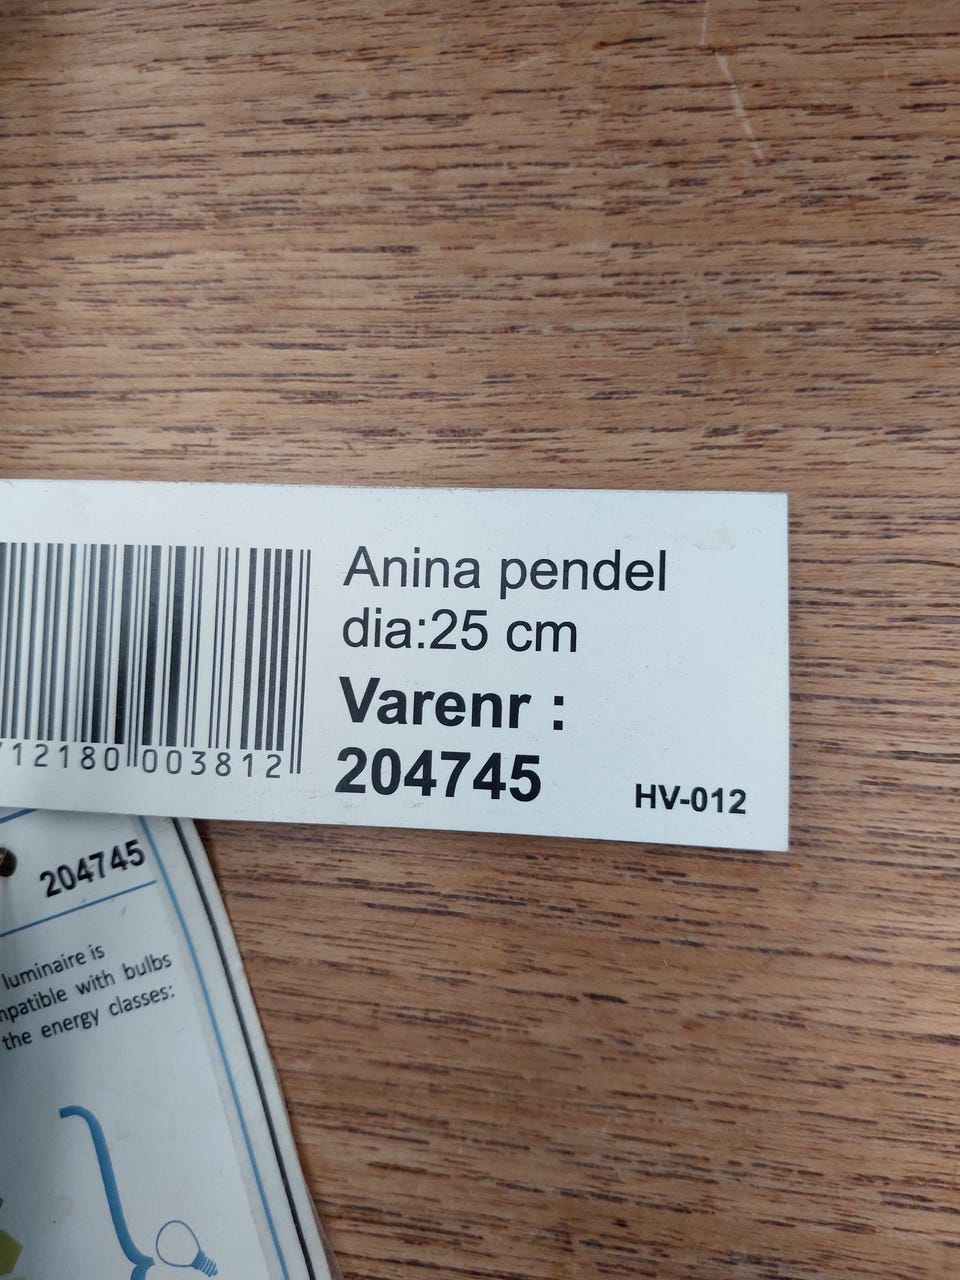 Anina pendel
dia:25 cm
Varenr :
204745
HV-012
12180 003812
204745
luminaire is
with bulbs
the energy classes: